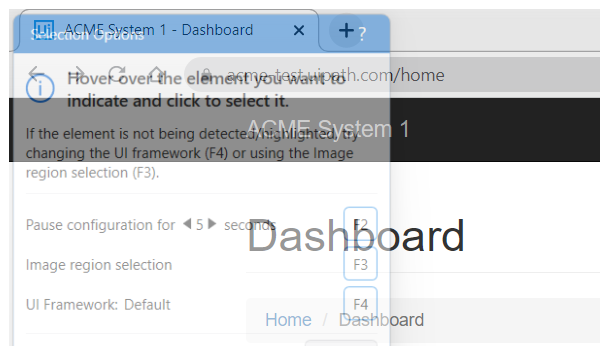 ACME System 1 - Dashboard
Selection Options
?
acme-test.uipath.com/home
Hover over the element you want to
indicate and click to select it.
ACME System 1
If the element is not being detected/highlighted, try
changing the UI framework (F4) or using the Image
region selection (F3).
Pause configuration for 5 seconds F2
Dashboard
Image region selection F3
UI Framework: Default F4
Home / Dashboard